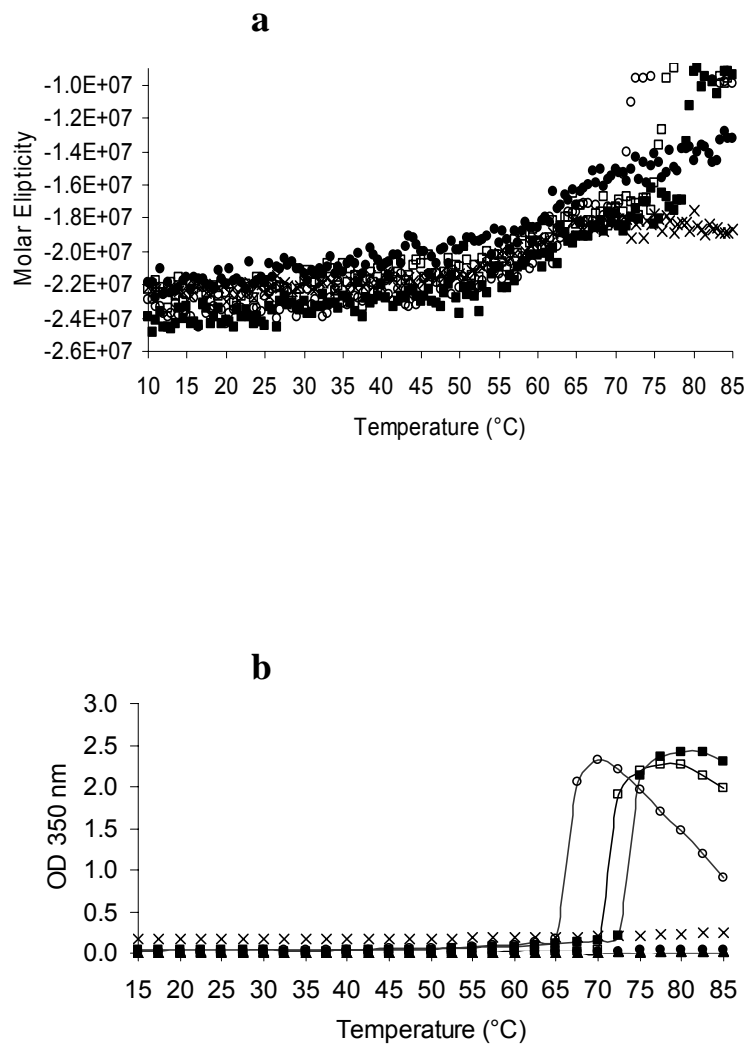 a
-1.0E+07
-1.2E+07
-1.4E+07
-1.6E+07
-1.8E+07
-2.0E+07
-2.2E+07
-2.4E+07
-2.6E+07
Molar Elipticity
10 15 20 25 30 35 40 45 50 55 60 65 70 75 80 85
Temperature (°C)
b
3.0
2.5
2.0
1.5
1.0
0.5
0.0
OD 350 nm
15 20 25 30 35 40 45 50 55 60 65 70 75 80 85
Temperature (°C)